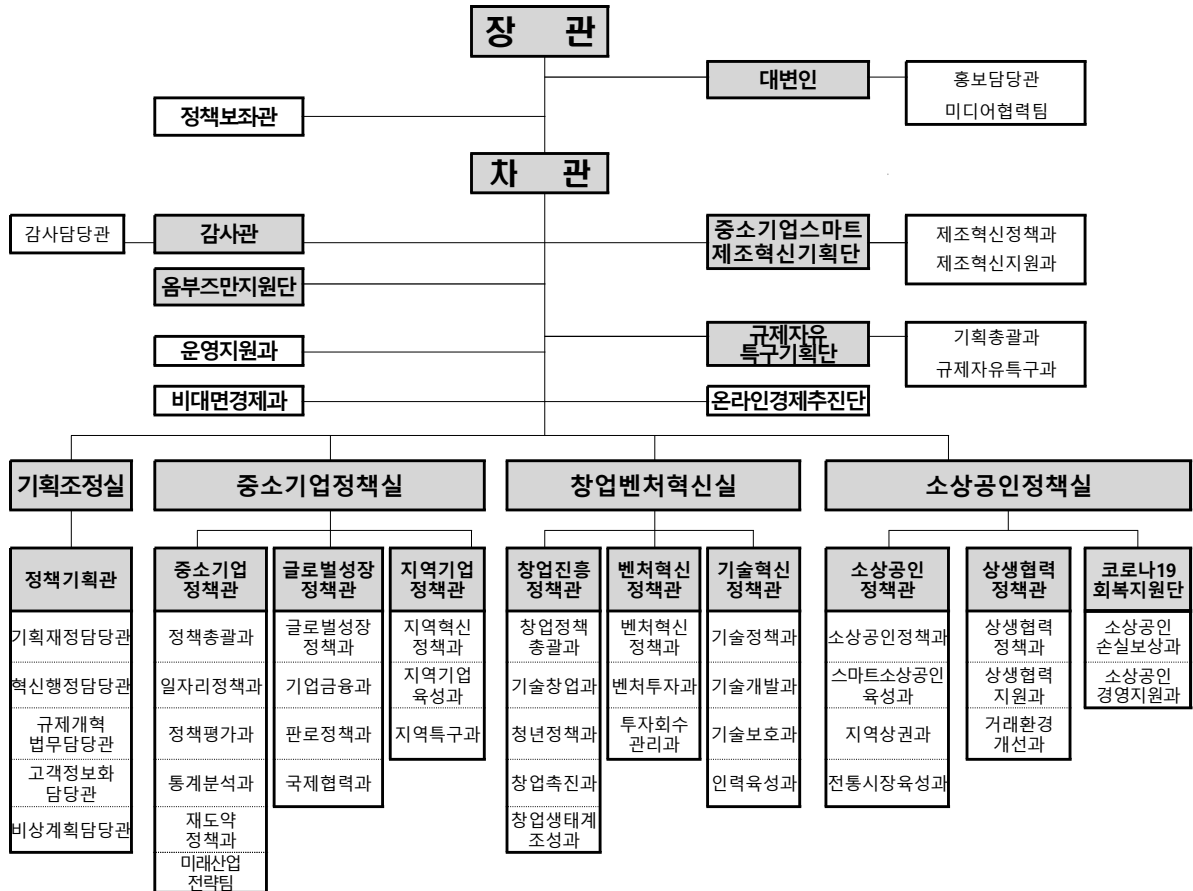 장 관
대변인
홍보담당관
미디어협력팀
정책보좌관
차 관
감사담당관
감사관
중소기업스마트
제조혁신기획단
제조혁신정책과
제조혁신지원과
옴부즈만지원단
운영지원과
규제자유
특구기획단
기획총괄과
규제자유특구과
비대면경제과
온라인경제추진단
기획조정실
중소기업정책실
창업벤처혁신실
소상공인정책실
정책기획관
기획재정담당관
혁신행정담당관
규제개혁
법무담당관
고객정보화
담당관
비상계획담당관
중소기업
정책관
정책총괄과
일자리정책과
정책평가과
통계분석과
재도약
정책과
미래산업
전략팀
글로벌성장
정책관
글로벌성장
정책과
기업금융과
판로정책과
국제협력과
지역기업
정책관
지역혁신
정책과
지역기업
육성과
지역특구과
창업진흥
정책관
창업정책
총괄과
기술창업과
청년정책과
창업촉진과
창업생태계
조성과
벤처혁신
정책관
벤처혁신
정책과
벤처투자과
투자회수
관리과
기술혁신
정책관
기술정책과
기술개발과
기술보호과
인력육성과
소상공인
정책관
소상공인정책과
스마트소상공인
육성과
지역상권과
전통시장육성과
상생협력
정책관
상생협력
정책과
상생협력
지원과
거래환경
개선과
코로나19
회복지원단
소상공인
손실보상과
소상공인
경영지원과